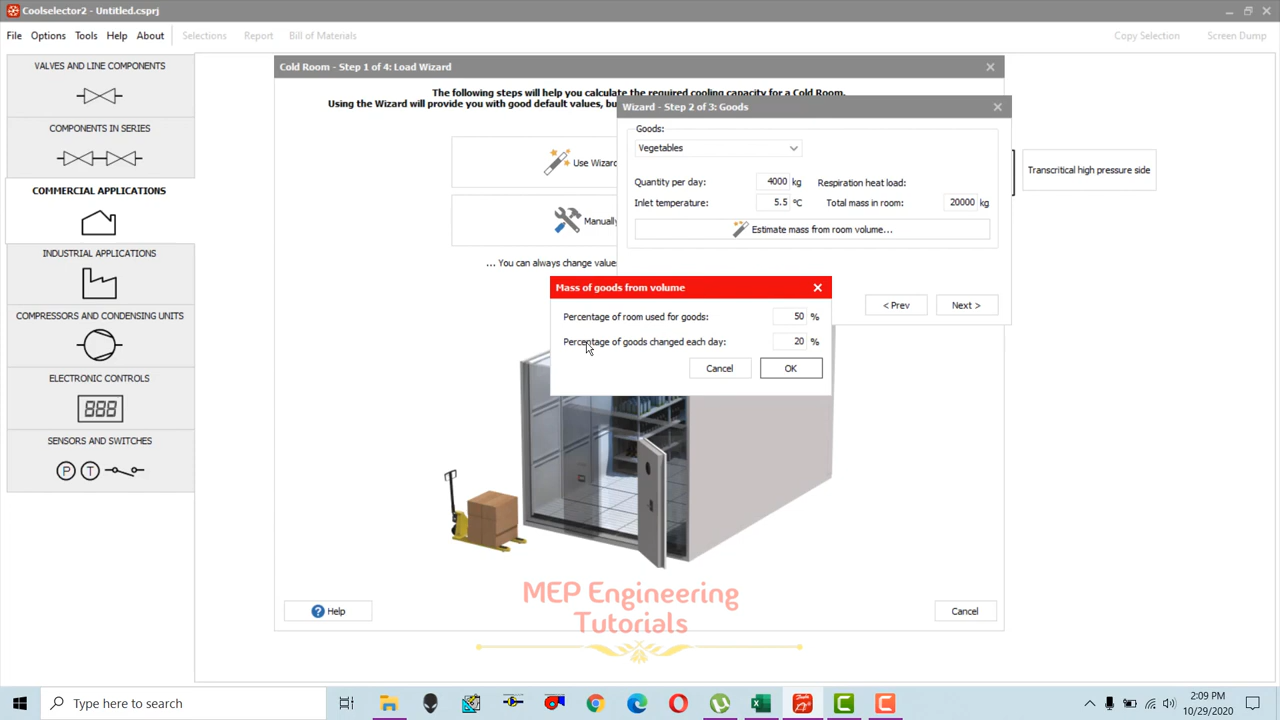 Coolselector2 - Untitled.csprj
File Options Tools Help About Selections Report Bill of Materials Copy Selection Screen Dump
VALVES AND LINE COMPONENTS
COMPONENTS IN SERIES
COMMERCIAL APPLICATIONS
INDUSTRIAL APPLICATIONS
COMPRESSORS AND CONDENSING UNITS
ELECTRONIC CONTROLS
SENSORS AND SWITCHES
P T
Cold Room - Step 1 of 4: Load Wizard
The following steps will help you calculate the required cooling capacity for a Cold Room.
Using the Wizard will provide you with good default values, bu
Use Wizard
Manually
... You can always change value
Transcritical high pressure side
Wizard - Step 2 of 3: Goods
Goods:
Vegetables
Quantity per day: 4000 kg Respiration heat load:
Inlet temperature: 5.5 °C Total mass in room: 20000 kg
Estimate mass from room volume...
< Prev Next >
Mass of goods from volume
Percentage of room used for goods: 50 %
Percentage of goods changed each day: 20 %
Cancel OK
MEP Engineering
Tutorials
Help Cancel
Type here to search
2:09 PM
10/29/2020